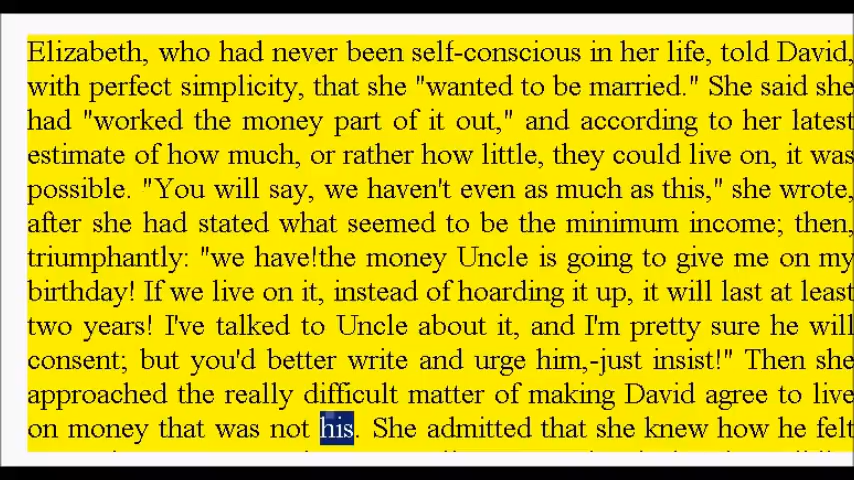 Elizabeth, who had never been self-conscious in her life, told David,
with perfect simplicity, that she "wanted to be married." She said she
had "worked the money part of it out," and according to her latest
estimate of how much, or rather how little, they could live on, it was
possible. "You will say, we haven't even as much as this," she wrote,
after she had stated what seemed to be the minimum income; then,
triumphantly: "we have!the money Uncle is going to give me on my
birthday! If we live on it, instead of hoarding it up, it will last at least
two years! I've talked to Uncle about it, and I'm pretty sure he will
consent; but you'd better write and urge him,-just insist!" Then she
approached the really difficult matter of making David agree to live
on money that was not his. She admitted that she knew how he felt